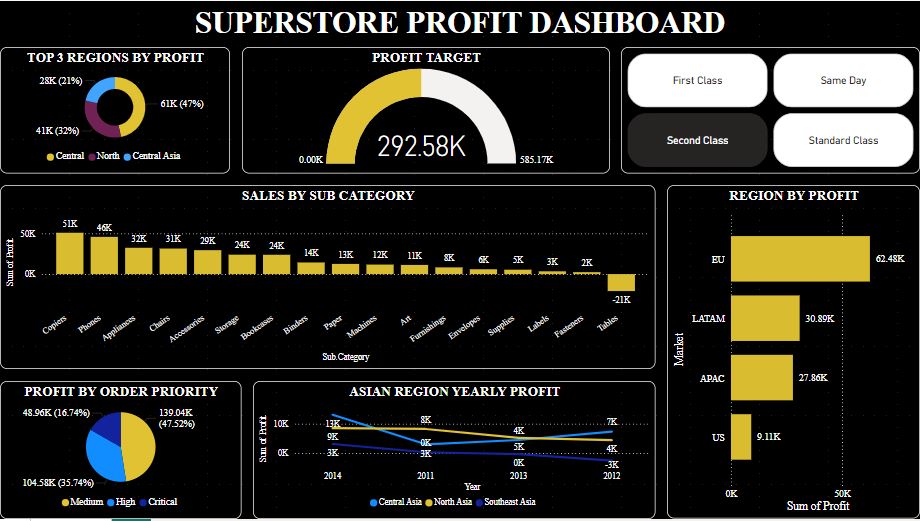 SUPERSTORE PROFIT DASHBOARD
TOP 3 REGIONS BY PROFIT
28K (21%)
61K (47%)
41K (32%)
Central North Central Asia
PROFIT TARGET
292.58K
0.00K
585.17K
First Class
Same Day
Second Class
Standard Class
SALES BY SUB CATEGORY
Sum of Profit
50K
0K
51K 46K 32K 31K 29K 24K 24K 14K 13K 12K 11K 8K 6K 5K 3K 2K -21K
Copiers Phones Appliances Chairs Accessories Storage Bookcases Binders Paper Machines Art Furnishings Envelopes Supplies Labels Fasteners Tables
Sub.Category
REGION BY PROFIT
Market
EU 62.48K
LATAM 30.89K
APAC 27.86K
US 9.11K
0K 50K
Sum of Profit
PROFIT BY ORDER PRIORITY
48.96K (16.74%)
139.04K
(47.52%)
104.58K (35.74%)
Medium High Critical
ASIAN REGION YEARLY PROFIT
Sum of Profit
10K
0K
13K 8K 4K 7K
9K 0K 5K 4K
3K 3K 0K -3K
2014 2011 2013 2012
Year
Central Asia North Asia Southeast Asia